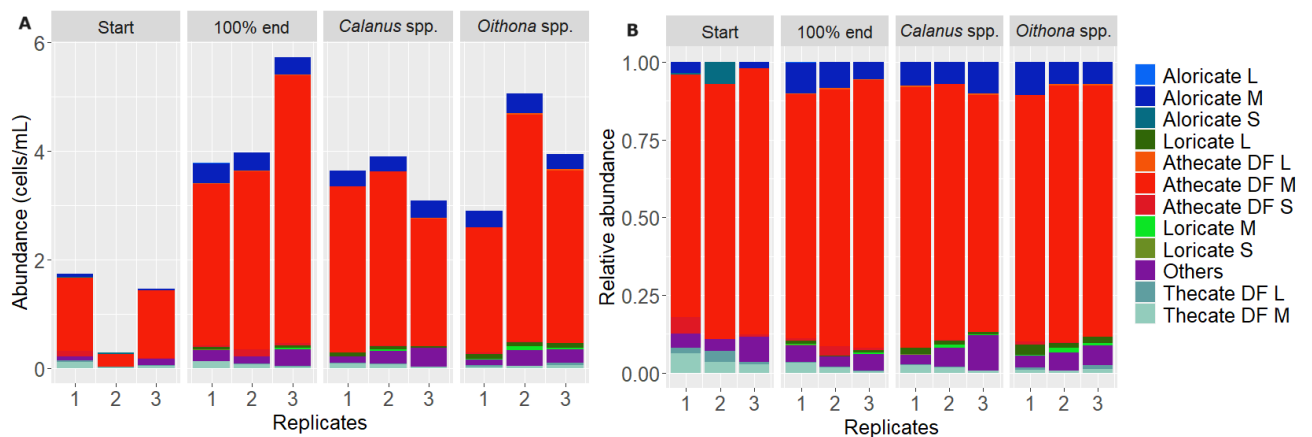 A
Start
100% end
Calanus spp.
Oithona spp.
Abundance (cells/mL)
6
4
2
0
1 2 3
1 2 3
1 2 3
1 2 3
Replicates
B
Start
100% end
Calanus spp.
Oithona spp.
Relative abundance
1.00
0.75
0.50
0.25
0.00
1 2 3
1 2 3
1 2 3
1 2 3
Replicates
Aloricate L
Aloricate M
Aloricate S
Loricate L
Athecate DF L
Athecate DF M
Athecate DF S
Loricate M
Loricate S
Others
Thecate DF L
Thecate DF M